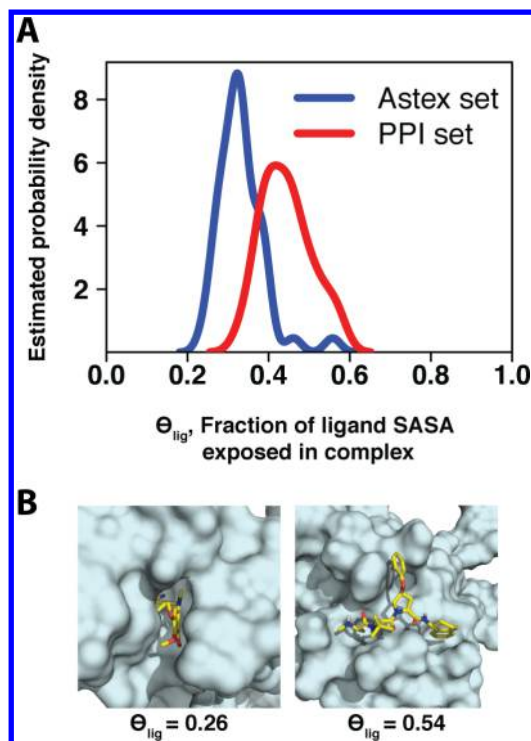 A
Estimated probability density
8
6
4
2
Astex set
PPI set
0.0 0.2 0.4 0.6 0.8 1.0
Θlig, Fraction of ligand SASA
exposed in complex
B
Θlig = 0.26
Θlig = 0.54